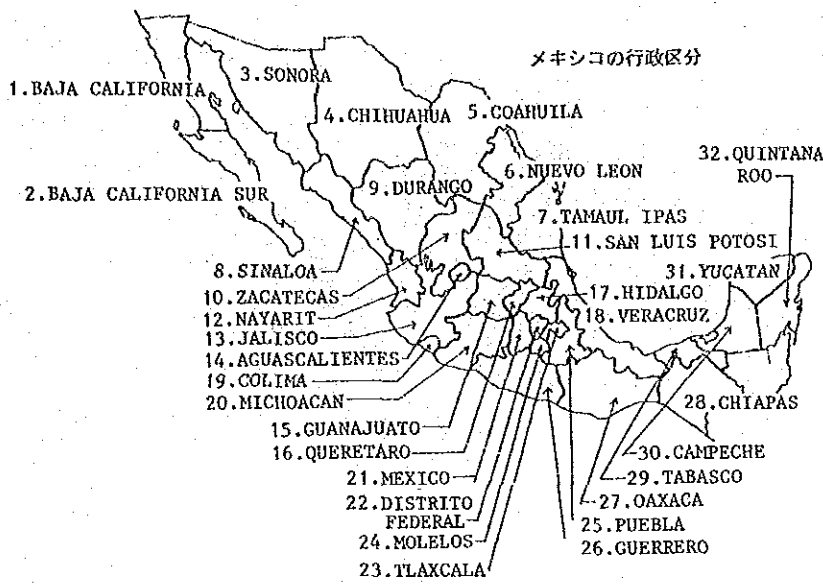 メキシコの行政区分
1.BAJA CALIFORNIA
3.SONORA
4.CHIHUAHUA
5.COAHUILA
32.QUINTANA
ROO
6.NUEVO LEON
9.DURANGO
2.BAJA CALIFORNIA SUR
7.TAMAUL IPAS
11.SAN LUIS POTOSI
8.SINALOA
31.YUCATAN
10.ZACATECAS
17.HIDALGO
12.NAYARIT
18.VERACRUZ
13.JALISCO
14.AGUASCALIENTES
19.COLIMA
20.MICHOACAN
28.CHIAPAS
15.GUANAJUATO
16.QUERETARO
30.CAMPECHE
21.MEXICO
29.TABASCO
22.DISTRITO
FEDERAL
27.OAXACA
25.PUEBLA
24.MOLELOS
26.GUERRERO
23.TLAXCALA